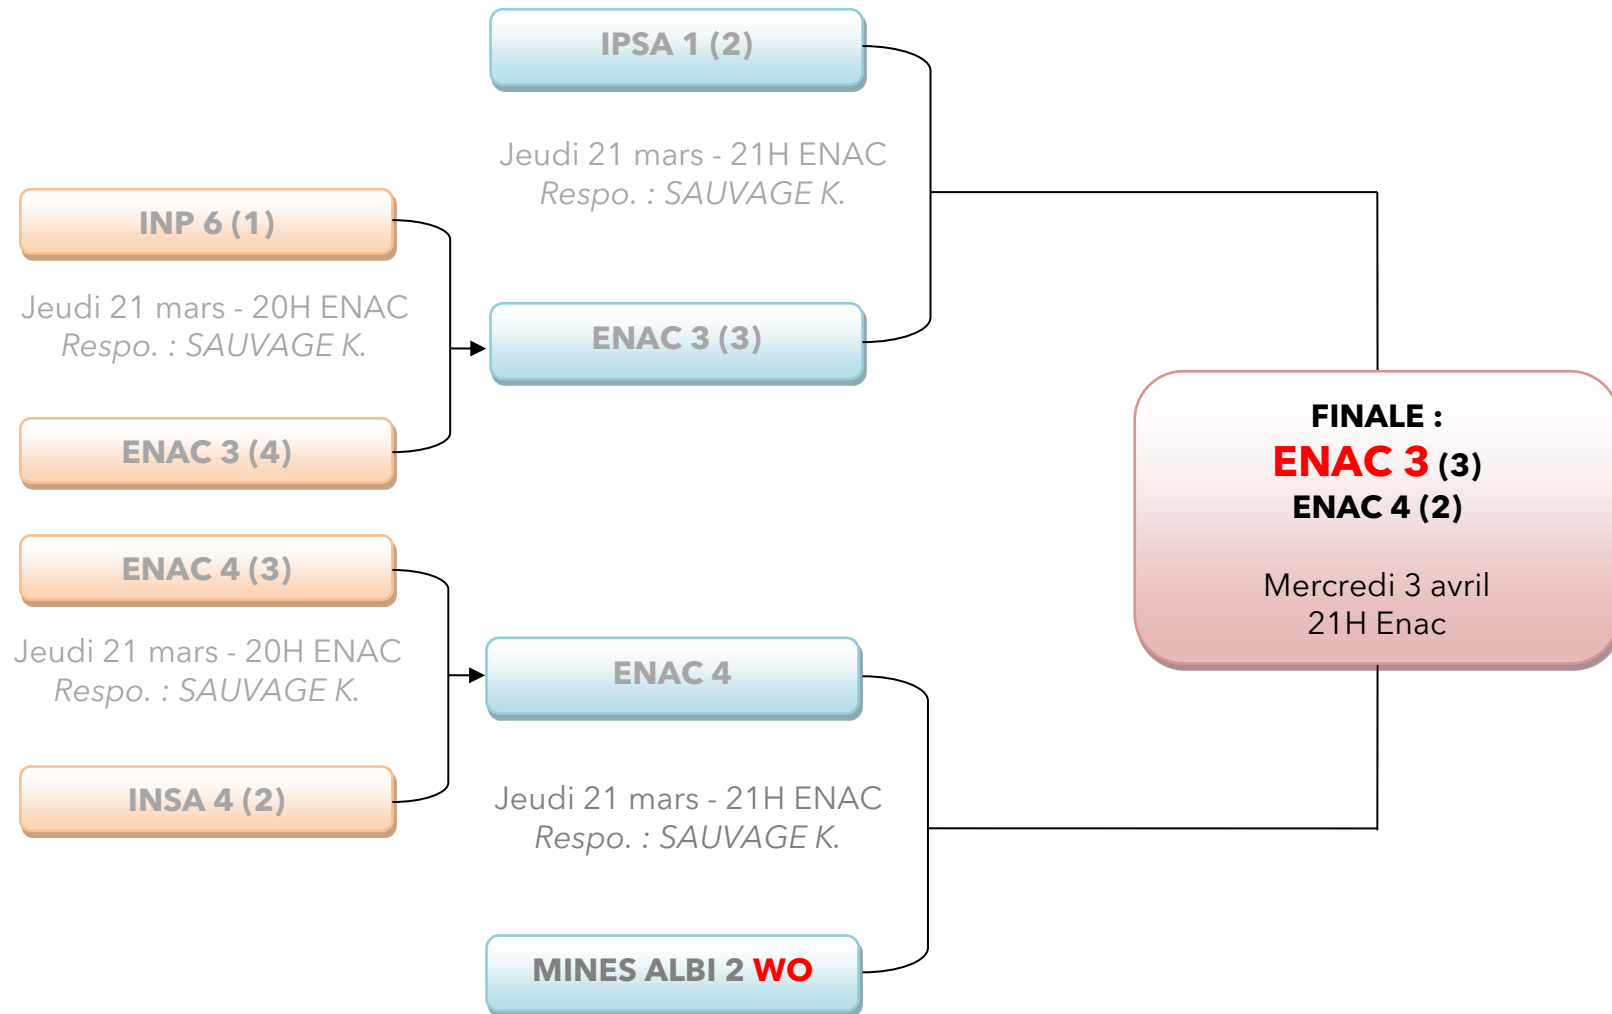 IPSA 1 (2)
Jeudi 21 mars - 21H ENAC
Respo. : SAUVAGE K.
INP 6 (1)
Jeudi 21 mars - 20H ENAC
Respo. : SAUVAGE K.
ENAC 3 (3)
ENAC 3 (4)
ENAC 4 (3)
Jeudi 21 mars - 20H ENAC
Respo. : SAUVAGE K.
ENAC 4
INSA 4 (2)
Jeudi 21 mars - 21H ENAC
Respo. : SAUVAGE K.
MINES ALBI 2 WO
FINALE :
ENAC 3 (3)
ENAC 4 (2)
Mercredi 3 avril
21H Enac